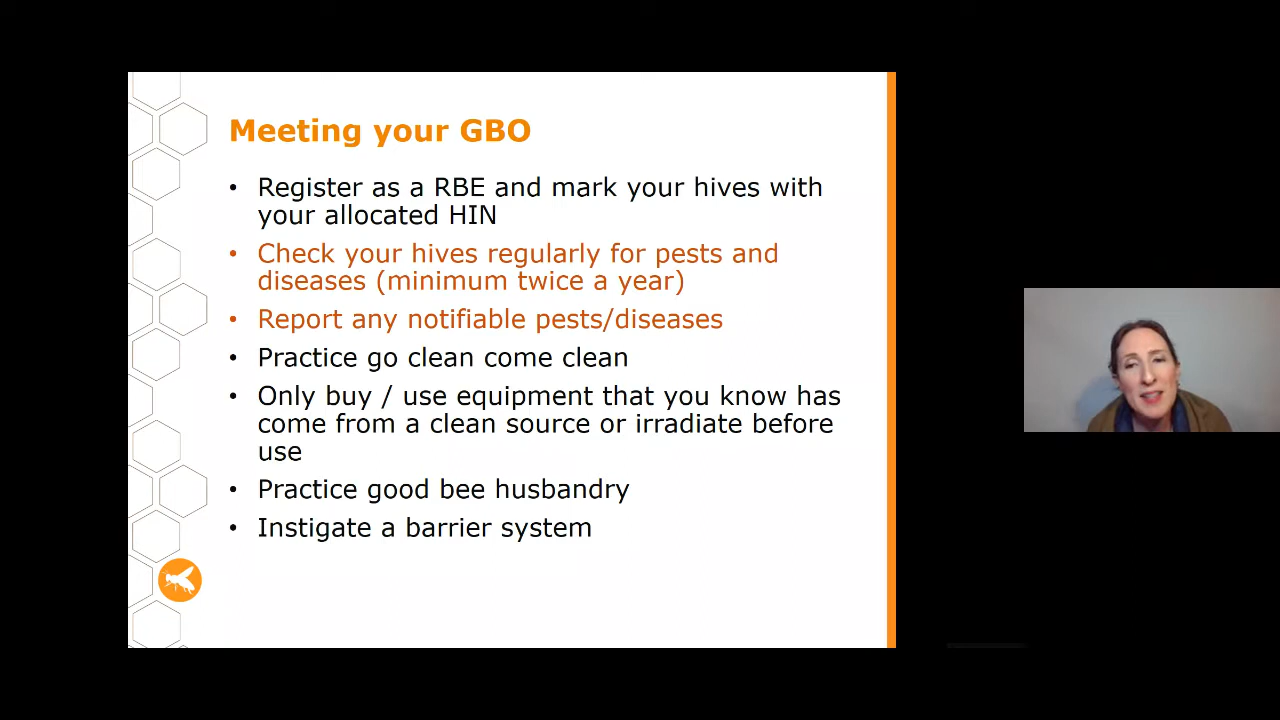 Meeting your GBO
• Register as a RBE and mark your hives with
your allocated HIN
• Check your hives regularly for pests and
diseases (minimum twice a year)
• Report any notifiable pests/diseases
• Practice go clean come clean
• Only buy / use equipment that you know has
come from a clean source or irradiate before
use
• Practice good bee husbandry
• Instigate a barrier system